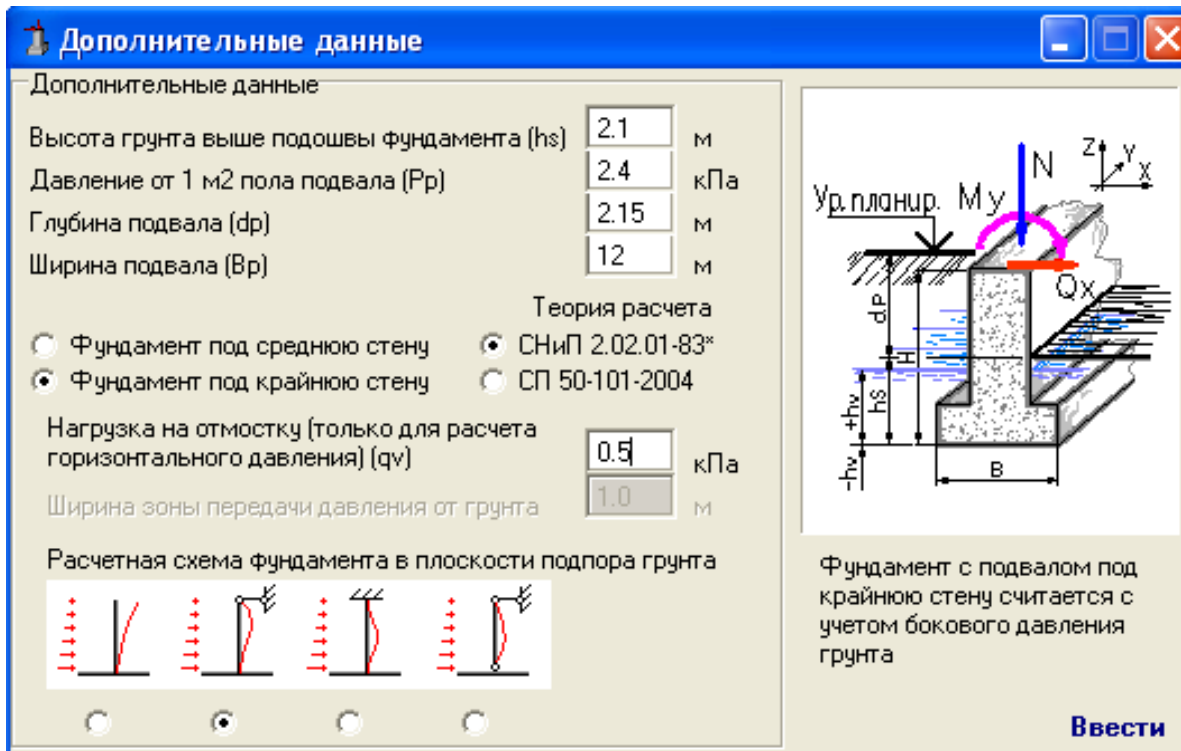 Дополнительные данные
Дополнительные данные
Высота грунта выше подошвы фундамента (hs) 2.1 м
Давление от 1 м2 пола подвала (Pp) 2.4 кПа
Глубина подвала (dp) 2.15 м
Ширина подвала (Bp) 12 м
Теория расчета
Фундамент под среднюю стену СНиП 2.02.01-83*
Фундамент под крайнюю стену СП 50-101-2004
Нагрузка на отмостку (только для расчета
горизонтального давления) (qv) 0.5 кПа
Ширина зоны передачи давления от грунта 1.0 м
Расчетная схема фундамента в плоскости подпора грунта
Z Y X
N
Ур. планир. My
Qx
dP
H
hS
+hv
-hv
B
Фундамент с подвалом под
крайнюю стену считается с
учетом бокового давления
грунта
Ввести